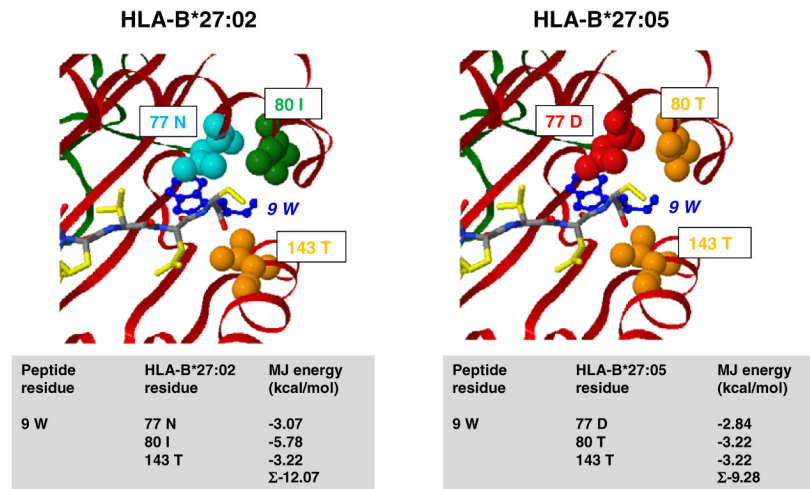 HLA-B*27:02
HLA-B*27:05
80 I
77 N
9 W
143 T
80 T
77 D
9 W
143 T
Peptide residue HLA-B*27:02 residue MJ energy (kcal/mol)
9 W 77 N -3.07
80 I -5.78
143 T -3.22
Σ-12.07
Peptide residue HLA-B*27:05 residue MJ energy (kcal/mol)
9 W 77 D -2.84
80 T -3.22
143 T -3.22
Σ-9.28